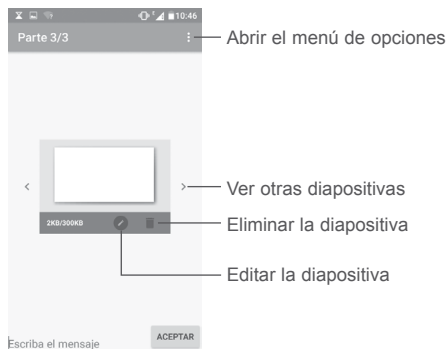 10:46
Parte 3/3
Abrir el menú de opciones
Ver otras diapositivas
2KB/300KB
Eliminar la diapositiva
Editar la diapositiva
Escriba el mensaje
ACEPTAR